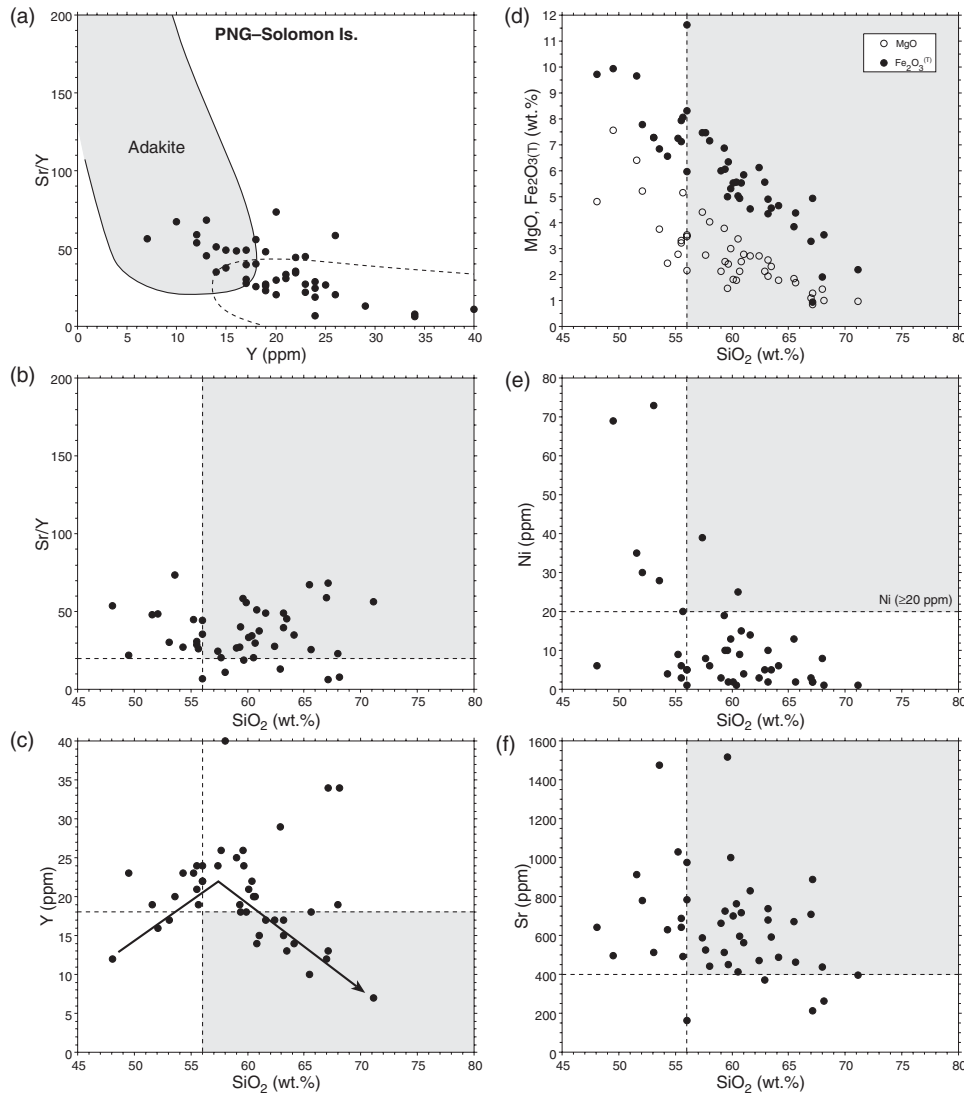 (a)
PNG–Solomon Is.
Adakite
Sr/Y
200
150
100
50
0
0 5 10 15 20 25 30 35 40
Y (ppm)
(d)
MgO
Fe2O3(T)
MgO, Fe2O3(T) (wt.%)
12
11
10
9
8
7
6
5
4
3
2
1
0
45 50 55 60 65 70 75 80
SiO2 (wt.%)
(b)
Sr/Y
200
150
100
50
0
45 50 55 60 65 70 75 80
SiO2 (wt.%)
(e)
Ni (ppm)
80
70
60
50
40
30
20
10
0
Ni (≥20 ppm)
45 50 55 60 65 70 75 80
SiO2 (wt.%)
(c)
Y (ppm)
40
35
30
25
20
15
10
5
0
45 50 55 60 65 70 75 80
SiO2 (wt.%)
(f)
Sr (ppm)
1600
1400
1200
1000
800
600
400
200
0
45 50 55 60 65 70 75 80
SiO2 (wt.%)